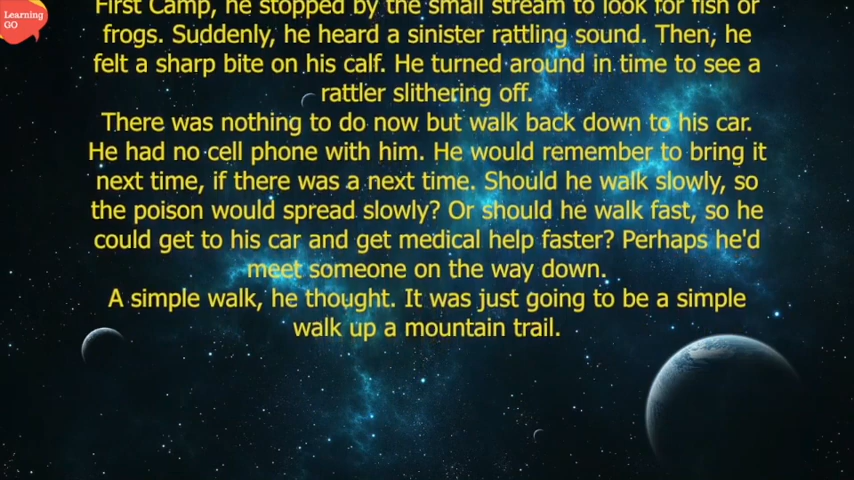 Learning
GO
First Camp, he stopped by the small stream to look for fish or
frogs. Suddenly, he heard a sinister rattling sound. Then, he
felt a sharp bite on his calf. He turned around in time to see a
rattler slithering off.
There was nothing to do now but walk back down to his car.
He had no cell phone with him. He would remember to bring it
next time, if there was a next time. Should he walk slowly, so
the poison would spread slowly? Or should he walk fast, so he
could get to his car and get medical help faster? Perhaps he'd
meet someone on the way down.
A simple walk, he thought. It was just going to be a simple
walk up a mountain trail.